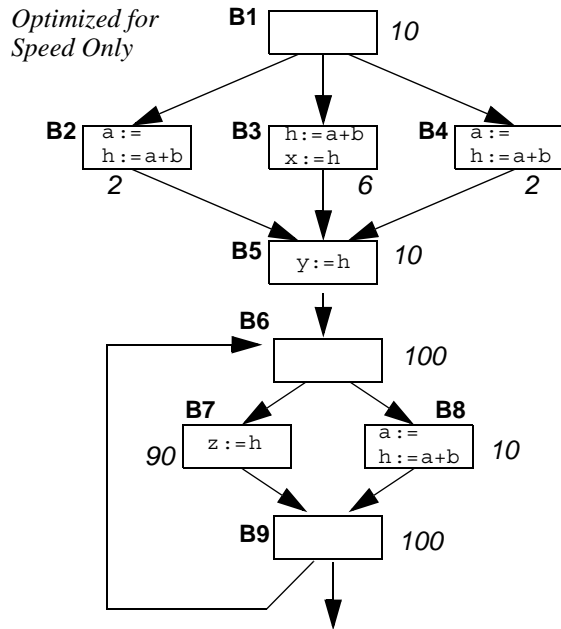 Optimized for
Speed Only
B1
10
B2
a:=
h:=a+b
2
B3
h:=a+b
x:=h
6
B4
a:=
h:=a+b
2
B5
y:=h
10
B6
100
B7
z:=h
90
B8
a:=
h:=a+b
10
B9
100